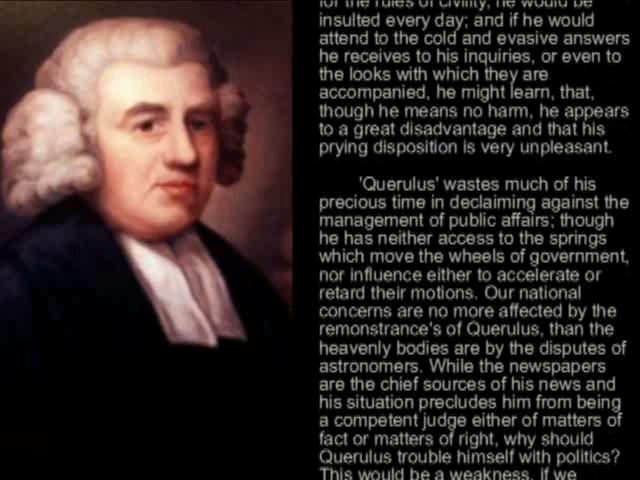 for the rules of civility, he would be
insulted every day; and if he would
attend to the cold and evasive answers
he receives to his inquiries, or even to
the looks with which they are
accompanied, he might learn, that,
though he means no harm, he appears
to a great disadvantage and that his
prying disposition is very unpleasant.
'Querulus' wastes much of his
precious time in declaiming against the
management of public affairs; though
he has neither access to the springs
which move the wheels of government,
nor influence either to accelerate or
retard their motions. Our national
concerns are no more affected by the
remonstrance's of Querulus, than the
heavenly bodies are by the disputes of
astronomers. While the newspapers
are the chief sources of his news and
his situation precludes him from being
a competent judge either of matters of
fact or matters of right, why should
Querulus trouble himself with politics?
This would be a weakness, if we